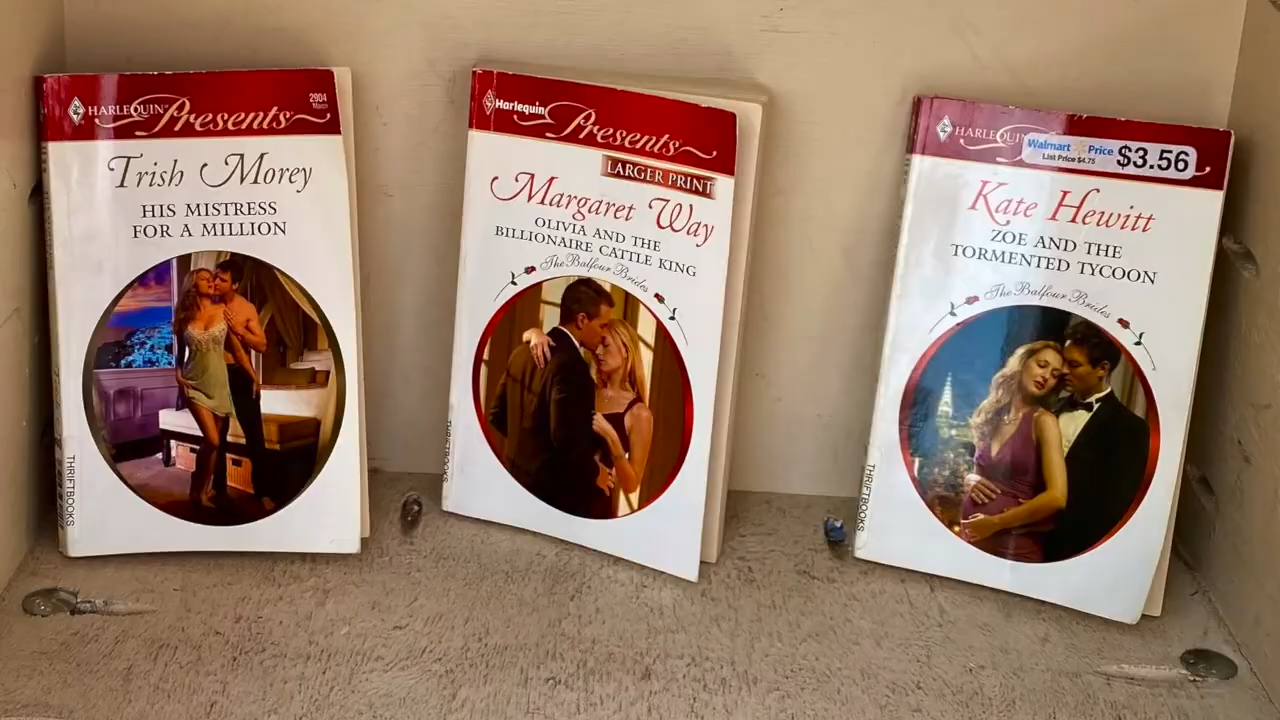 HARLEQUIN Presents
2904
March
Trish Morey
HIS MISTRESS
FOR A MILLION
THRIFTBOOKS
Harlequin Presents
LARGER PRINT
Margaret Way
OLIVIA AND THE
BILLIONAIRE CATTLE KING
The Balfour Brides
THRIFTBOOKS
HARLEQUIN
Walmart Price $3.56
List Price $4.75
Kate Hewitt
ZOE AND THE
TORMENTED TYCOON
The Balfour Brides
THRIFTBOOKS